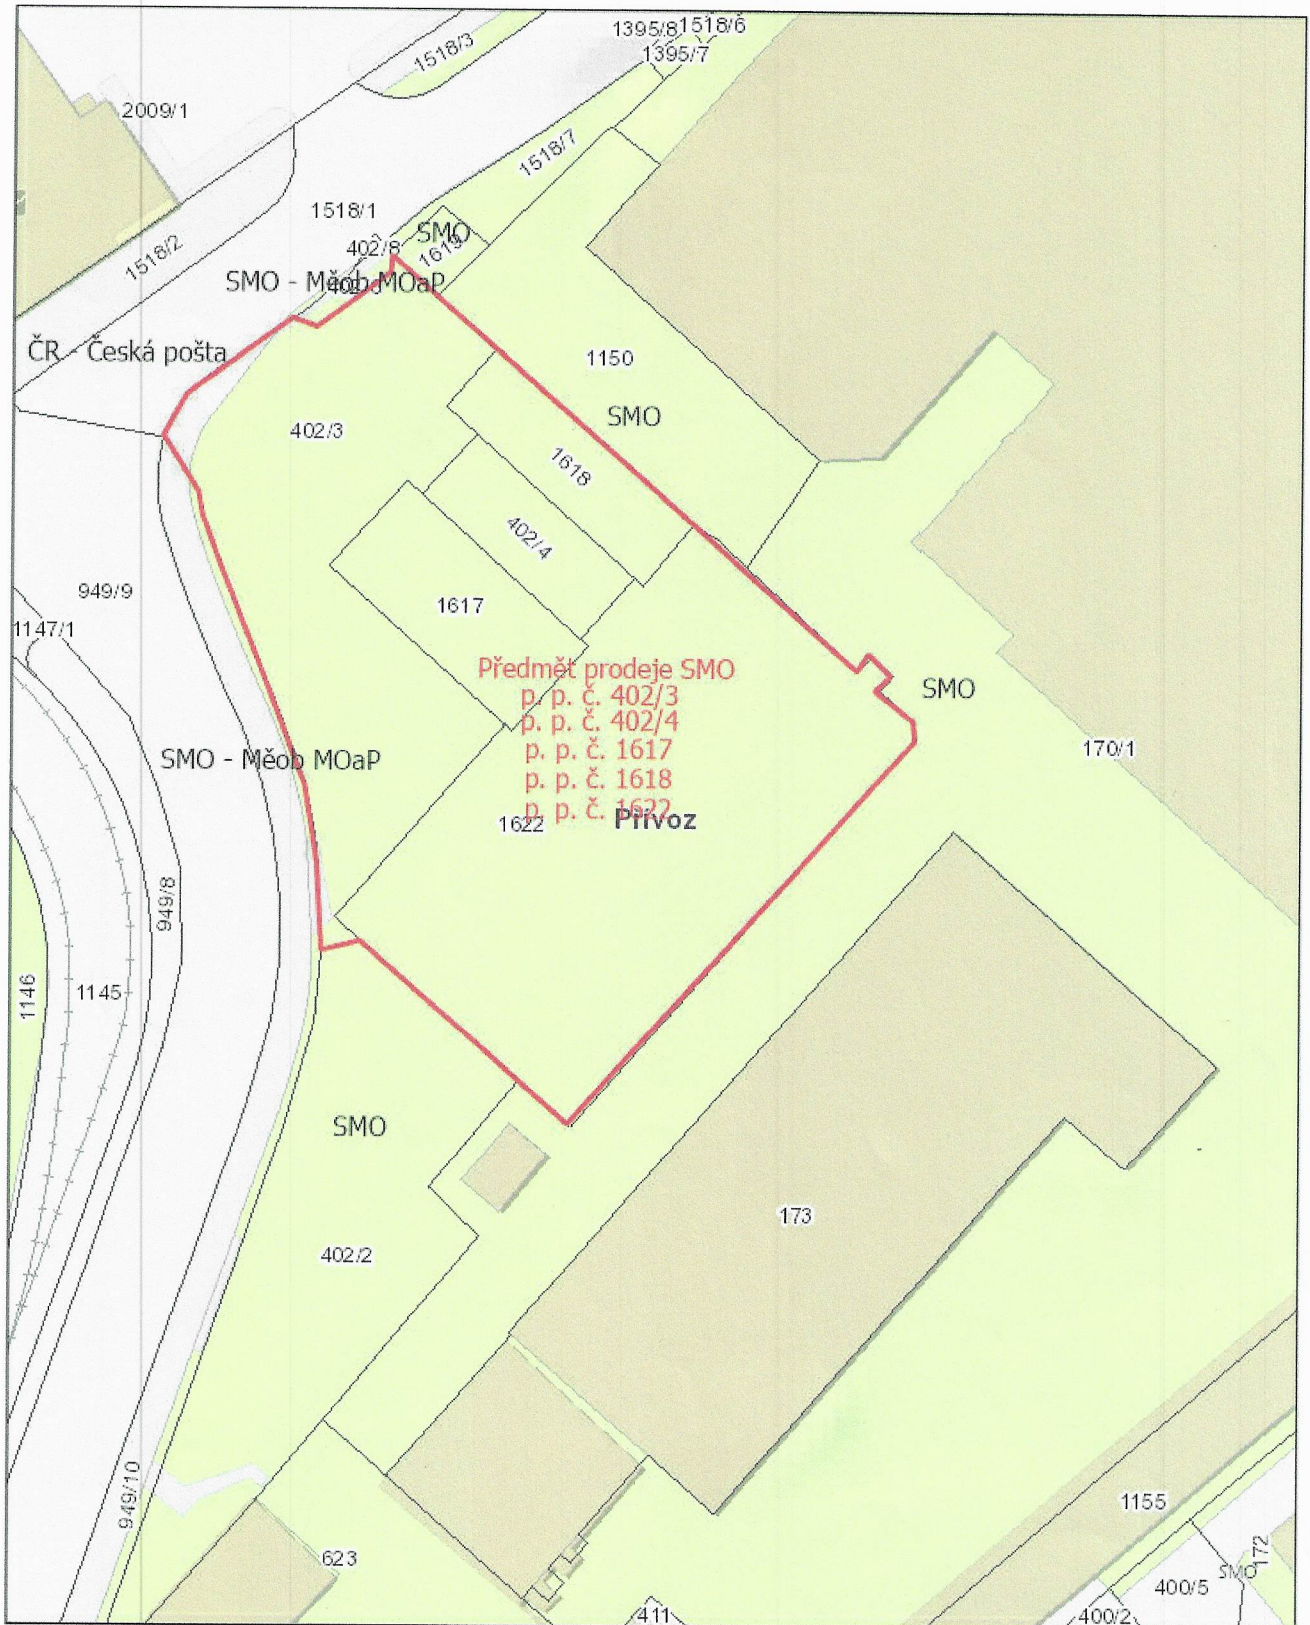 1395/8
1518/6
1518/3
1395/7
2009/1
1518/7
1518/1
SMO
402/8
1619
1518/2
SMO - Měob MOaP
ČR - Česká pošta
1150
402/3
SMO
1618
402/4
949/9
1617
1147/1
Předmět prodeje SMO
p. p. č. 402/3
p. p. č. 402/4
p. p. č. 1617
p. p. č. 1618
p. p. č. 1622
SMO
170/1
SMO - Měob MOaP
1622
Přívoz
949/8
1146
1145
SMO
173
402/2
949/10
1155
623
172
SMO
400/5
411
400/2